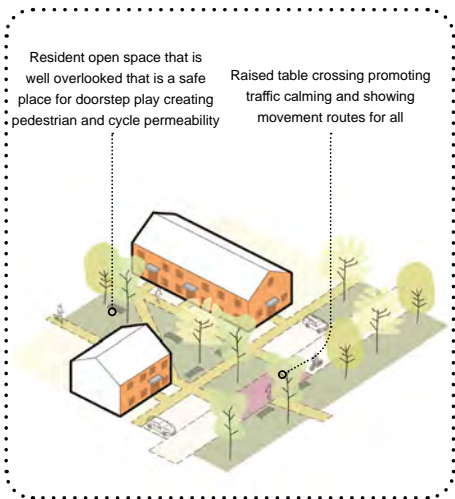 Resident open space that is
well overlooked that is a safe
place for doorstep play creating
pedestrian and cycle permeability
Raised table crossing promoting
traffic calming and showing
movement routes for all